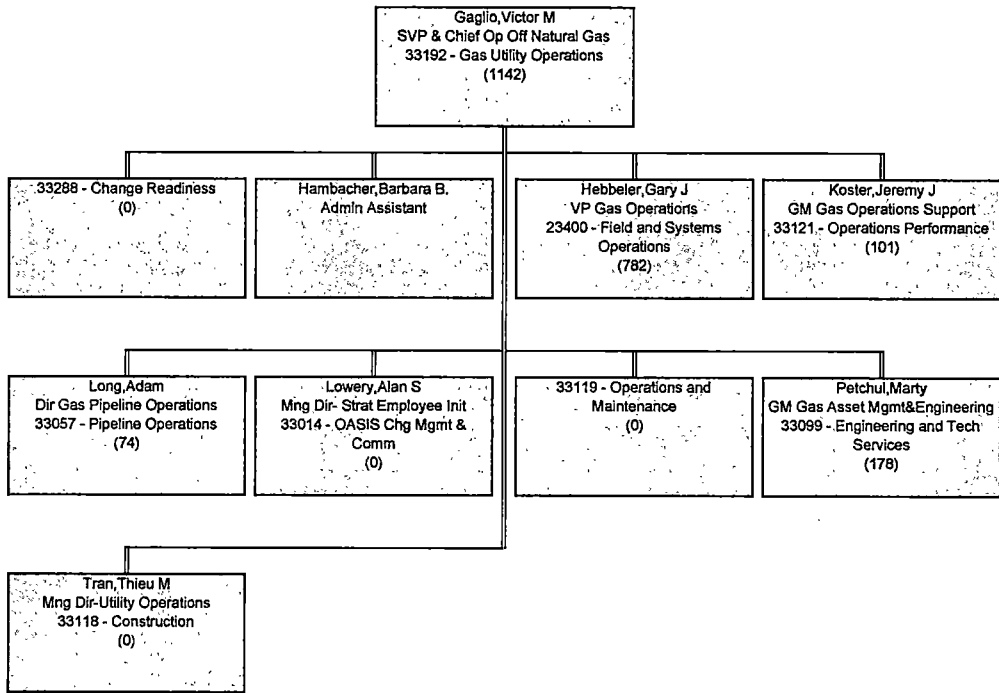 Gaglio,Victor M
SVP & Chief Op Off Natural Gas
33192 - Gas Utility Operations
(1142)
33288 - Change Readiness
(0)
Hambacher,Barbara B.
Admin Assistant
Hebbeler,Gary J
VP Gas Operations
23400 - Field and Systems
Operations
(782)
Koster,Jeremy J
GM Gas Operations Support
33121 - Operations Performance
(101)
Long,Adam
Dir Gas Pipeline Operations
33057 - Pipeline Operations
(74)
Lowery,Alan S
Mng Dir- Strat Employee Init
33014 - OASIS Chg Mgmt &
Comm
(0)
33119 - Operations and
Maintenance
(0)
Petchul,Marty
GM Gas Asset Mgmt&Engineering
33099 - Engineering and Tech
Services
(178)
Tran,Thieu M
Mng Dir-Utility Operations
33118 - Construction
(0)